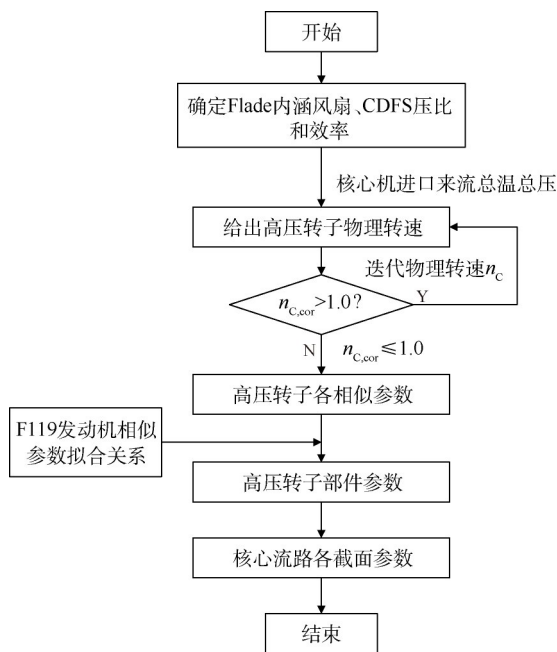 开始
确定Flade内涵风扇、CDFS压比
和效率
核心机进口来流总温总压
给出高压转子物理转速
迭代物理转速nC
nC,cor>1.0?
Y
N
nC,cor≤1.0
高压转子各相似参数
F119发动机相似
参数拟合关系
高压转子部件参数
核心流路各截面参数
结束